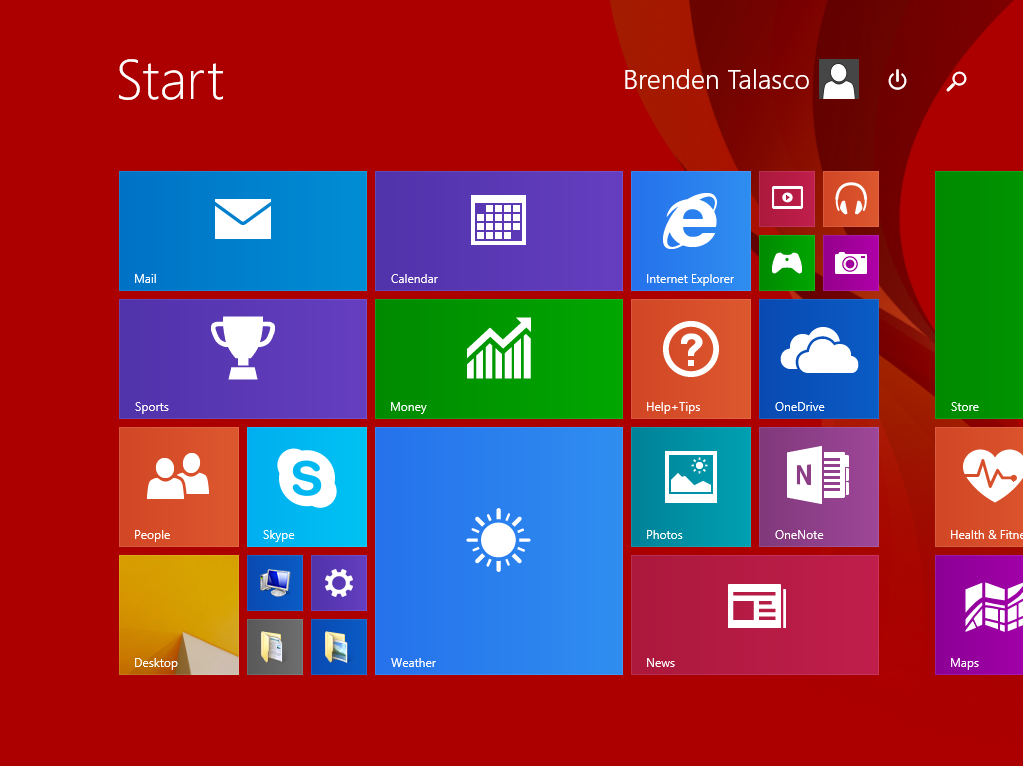 Start
Brenden Talasco
Mail
Calendar
Internet Explorer
Sports
Money
Help+Tips
OneDrive
Store
People
Skype
Photos
OneNote
Health & Fitne
Desktop
Weather
News
Maps